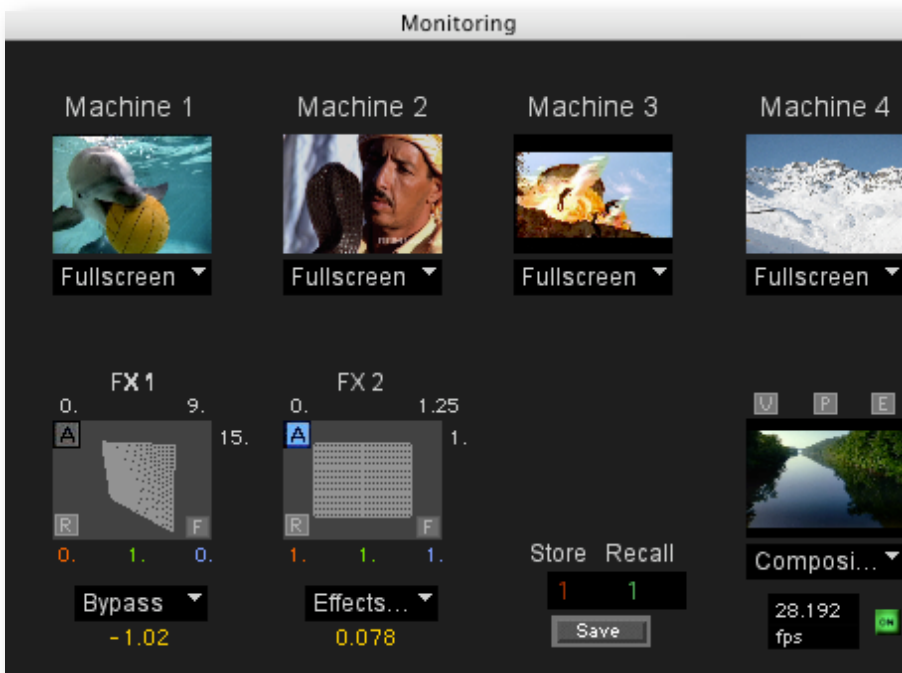 Monitoring
Machine 1 Machine 2 Machine 3 Machine 4
Fullscreen Fullscreen Fullscreen Fullscreen
FX 1 FX 2
0. 9. 0. 1.25
V P E
A 15. A 1.
R F R F
0. 1. 0. 1. 1. 1.
Store Recall Composi...
1 1
Bypass Effects... 28.192
Save ON
-1.02 0.078 fps